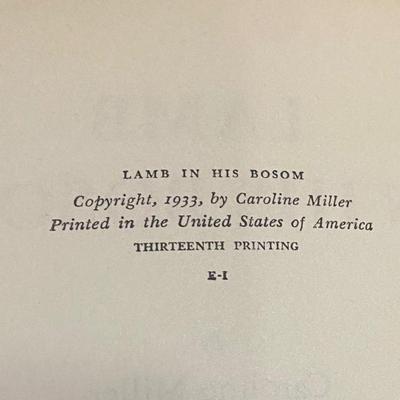 LAMB IN HIS BOSOM
Copyright, 1933, by Caroline Miller
Printed in the United States of America
THIRTEENTH PRINTING
E-I